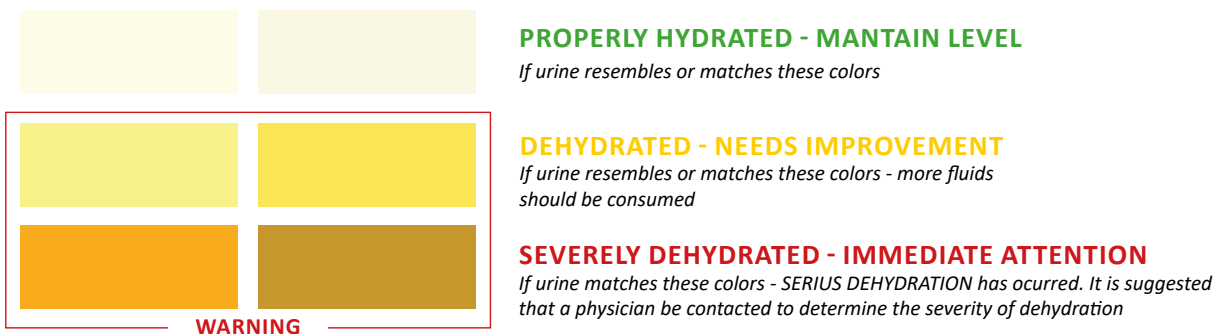 PROPERLY HYDRATED - MANTAIN LEVEL
If urine resembles or matches these colors
DEHYDRATED - NEEDS IMPROVEMENT
If urine resembles or matches these colors - more fluids
should be consumed
SEVERELY DEHYDRATED - IMMEDIATE ATTENTION
If urine matches these colors - SERIUS DEHYDRATION has ocurred. It is suggested
that a physician be contacted to determine the severity of dehydration
WARNING